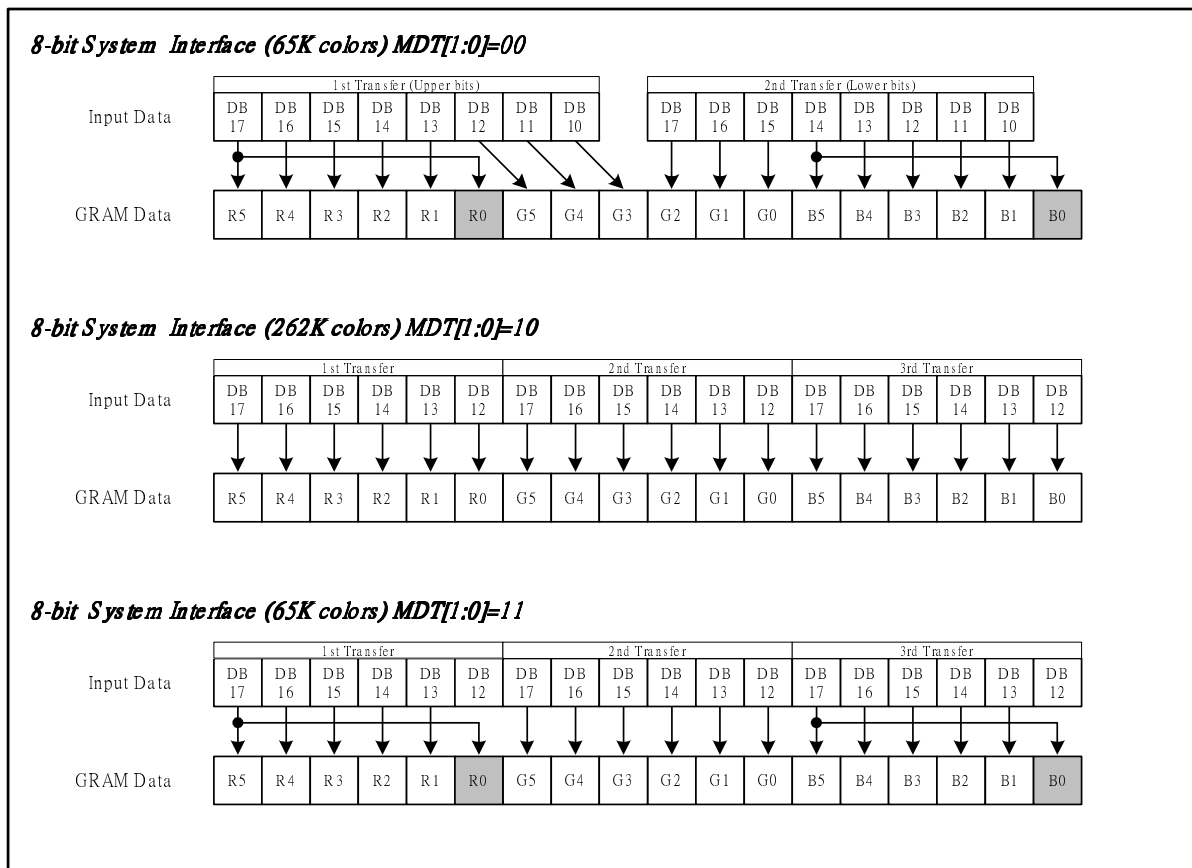 8-bit System Interface (65K colors) MDT[1:0]=00
1st Transfer (Upper bits) 2nd Transfer (Lower bits)
Input Data DB 17 DB 16 DB 15 DB 14 DB 13 DB 12 DB 11 DB 10 DB 17 DB 16 DB 15 DB 14 DB 13 DB 12 DB 11 DB 10
GRAM Data R5 R4 R3 R2 R1 R0 G5 G4 G3 G2 G1 G0 B5 B4 B3 B2 B1 B0
8-bit System Interface (262K colors) MDT[1:0]=10
1st Transfer 2nd Transfer 3rd Transfer
Input Data DB 17 DB 16 DB 15 DB 14 DB 13 DB 12 DB 17 DB 16 DB 15 DB 14 DB 13 DB 12 DB 17 DB 16 DB 15 DB 14 DB 13 DB 12
GRAM Data R5 R4 R3 R2 R1 R0 G5 G4 G3 G2 G1 G0 B5 B4 B3 B2 B1 B0
8-bit System Interface (65K colors) MDT[1:0]=11
1st Transfer 2nd Transfer 3rd Transfer
Input Data DB 17 DB 16 DB 15 DB 14 DB 13 DB 12 DB 17 DB 16 DB 15 DB 14 DB 13 DB 12 DB 17 DB 16 DB 15 DB 14 DB 13 DB 12
GRAM Data R5 R4 R3 R2 R1 R0 G5 G4 G3 G2 G1 G0 B5 B4 B3 B2 B1 B0